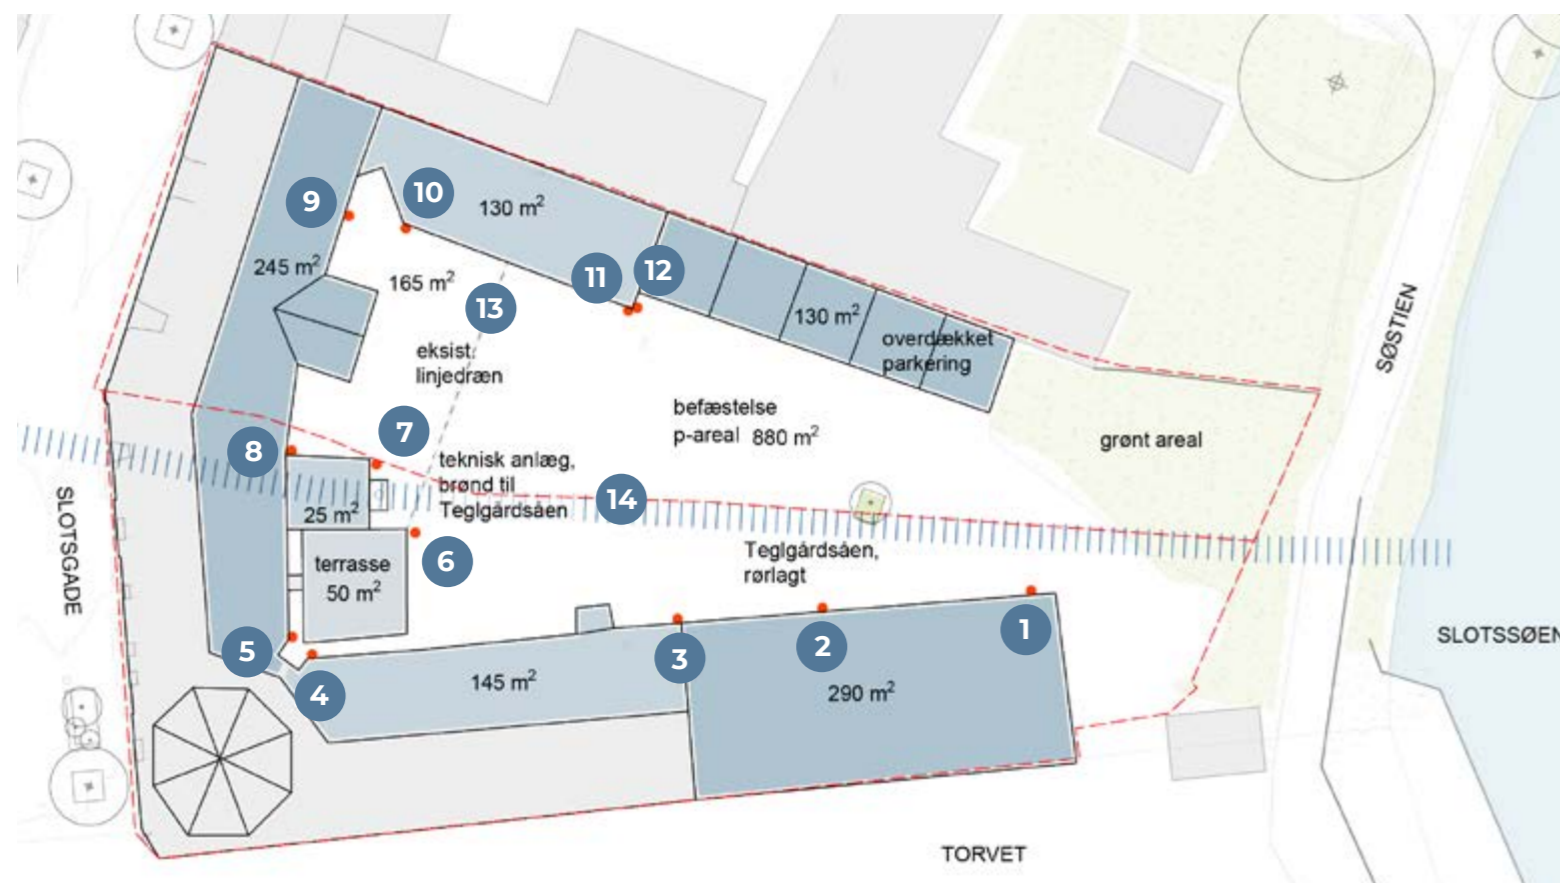 10
9
130 m²
245 m²
165 m²
11
12
13
130 m²
overdækket
parkering
SØSTIEN
eksist.
linjedræn
befæstelse
p-areal 880 m²
7
grønt areal
8
teknisk anlæg,
brønd til
Teglgårdsåen
14
25 m²
SLOTSGADE
terrasse
50 m²
6
Teglgårdsåen,
rørlagt
1
SLOTSSØEN
5
3
2
4
145 m²
290 m²
TORVET